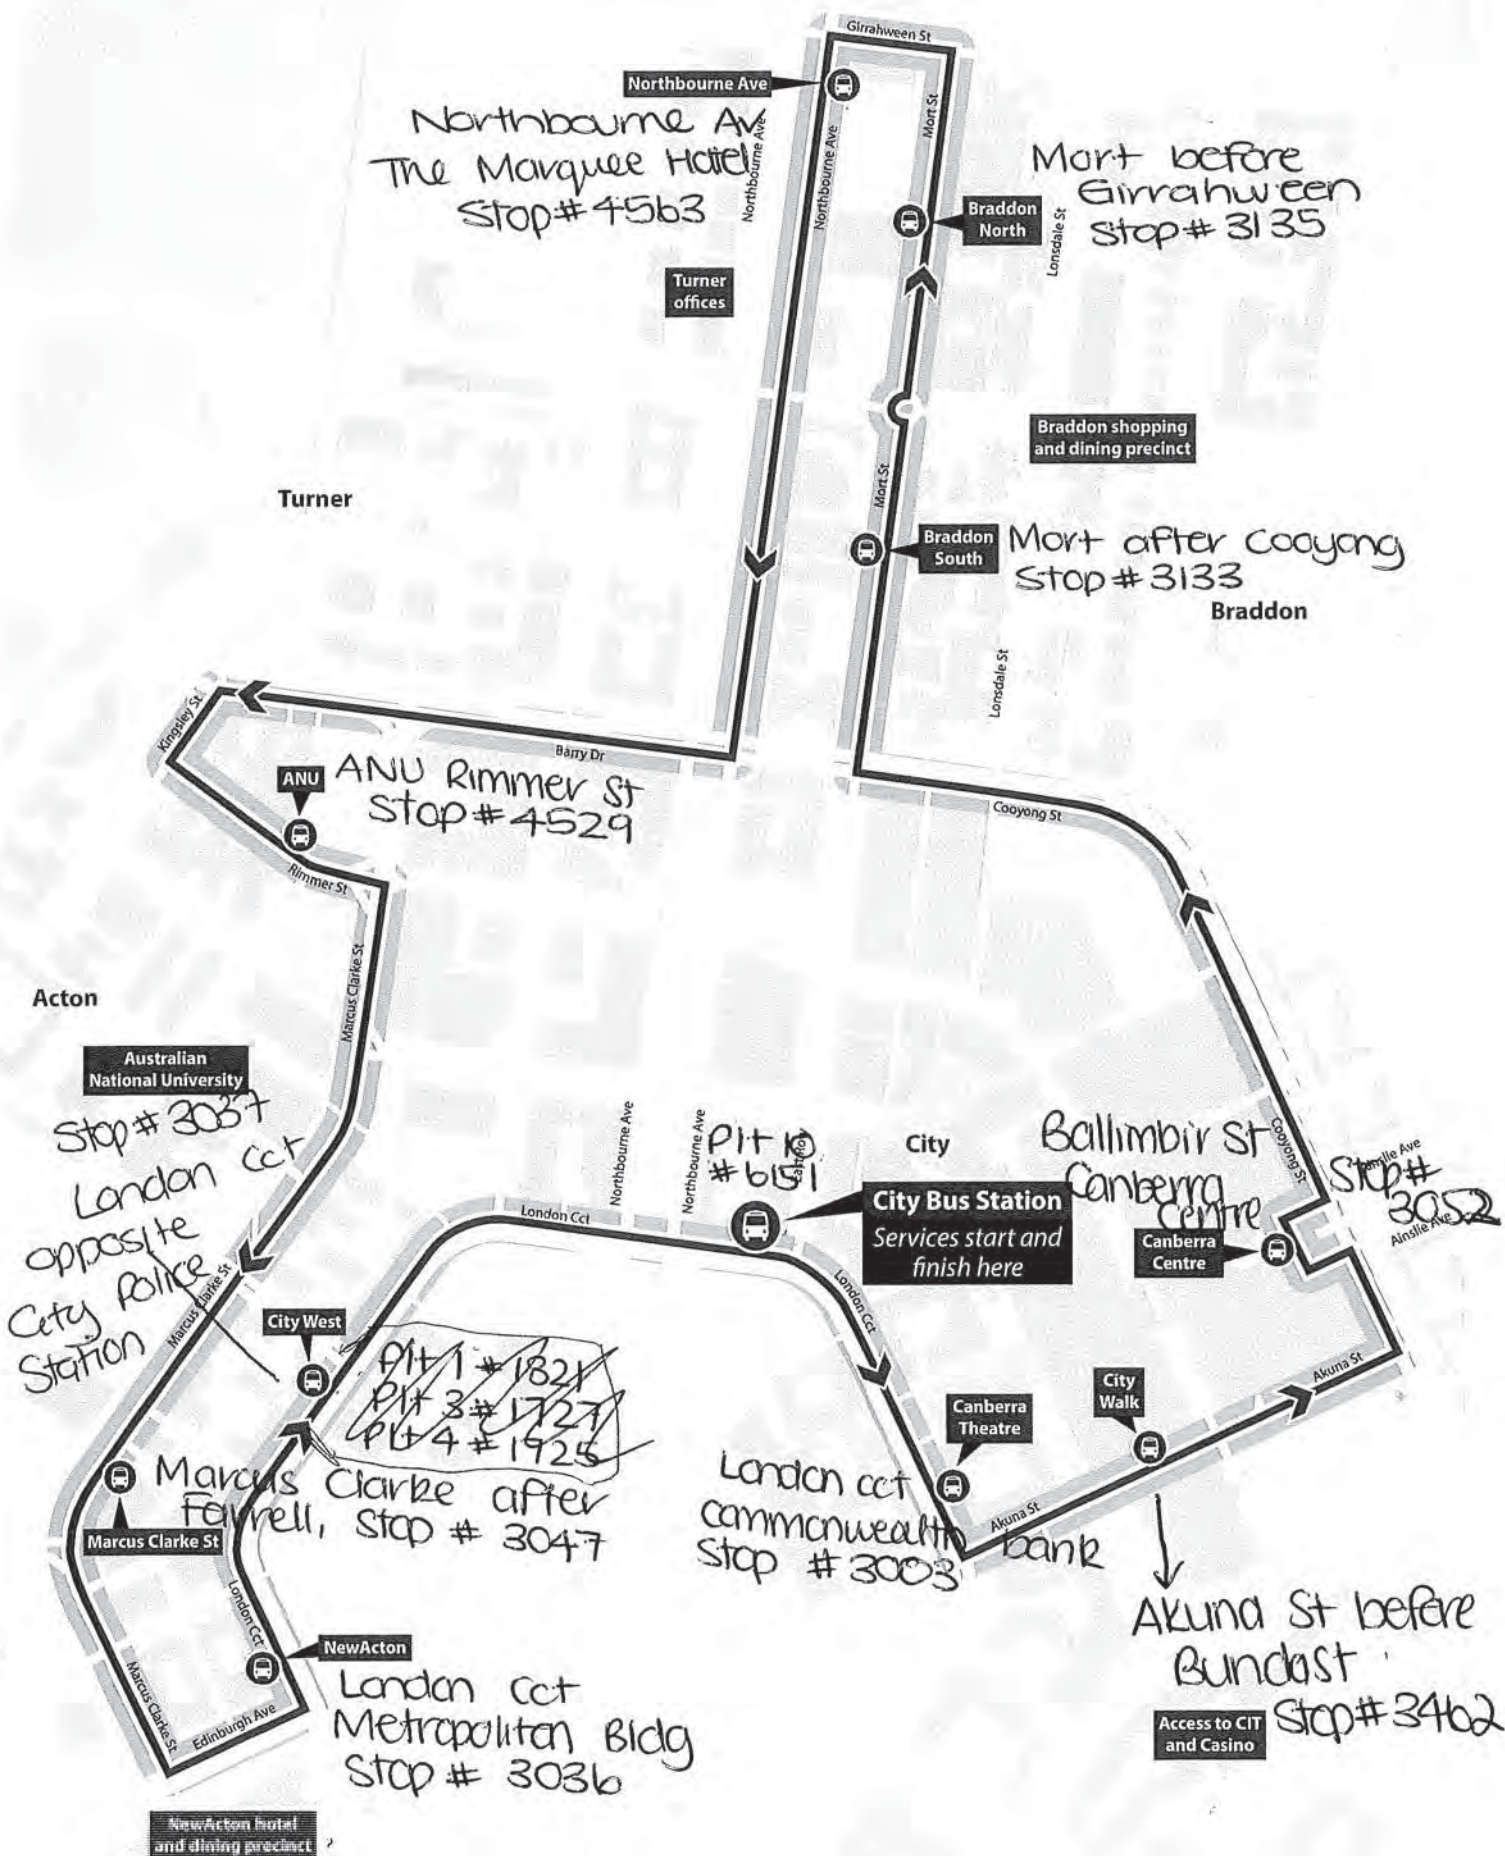 Girrahween St
Northbourne Ave
Northbourne Av
The Marquee Hotel
Stop# 4563
Northbourne Ave
Northbourne Ave
Mort St
Mort before
Girrahween
Stop# 3135
Braddon
North
Lonsdale St
Turner
offices
Braddon shopping
and dining precinct
Turner
Mort St
Braddon
South
Mort after Cooyong
Stop# 3133
Braddon
Lonsdale St
Kingsley St
Barry Dr
ANU
ANU Rimmer St
Stop# 4529
Cooyong St
Rimmer St
Marcus Clarke St
Acton
Australian
National University
Stop# 3037
London cct
opposite
City Police
Station
Marcus Clarke St
Northbourne Ave
Northbourne Ave
Plt 10
#6151
City
City Bus Station
Services start and
finish here
London Cct
London Cct
Ballimbir St
Canberra
Centre
Cooyong St
Stop#
3052
Ainslie Ave
Ainslie Ave
Canberra
Centre
City West
Plt 1 # 1821
Plt 3 # 1727
Plt 4 # 1925
Marcus Clarke after
Farrell, Stop # 3047
Marcus Clarke St
Canberra
Theatre
City
Walk
Akuna St
Akuna St
London cct
commonwealth bank
Stop # 3003
London Cct
NewActon
London cct
Metropolitan Bldg
Stop # 3036
Marcus Clarke St
Edinburgh Ave
Akuna St before
Bunda St
Stop# 3462
Access to CIT
and Casino
NewActon hotel
and dining precinct